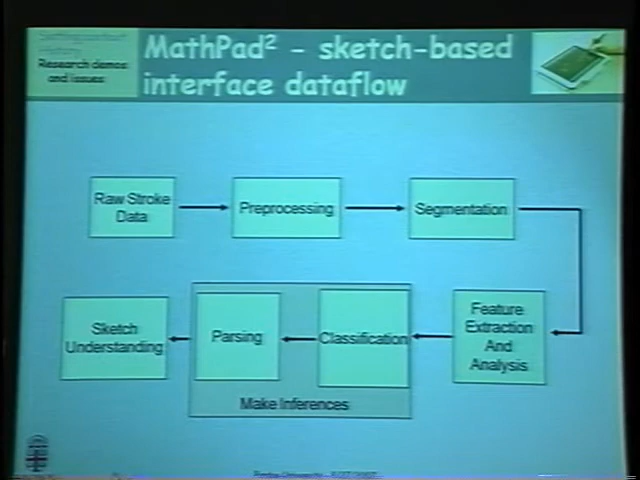 History
Research demos
and issues
MathPad² - sketch-based
interface dataflow
Raw Stroke
Data
Preprocessing
Segmentation
Feature
Extraction
And
Analysis
Classification
Parsing
Sketch
Understanding
Make Inferences